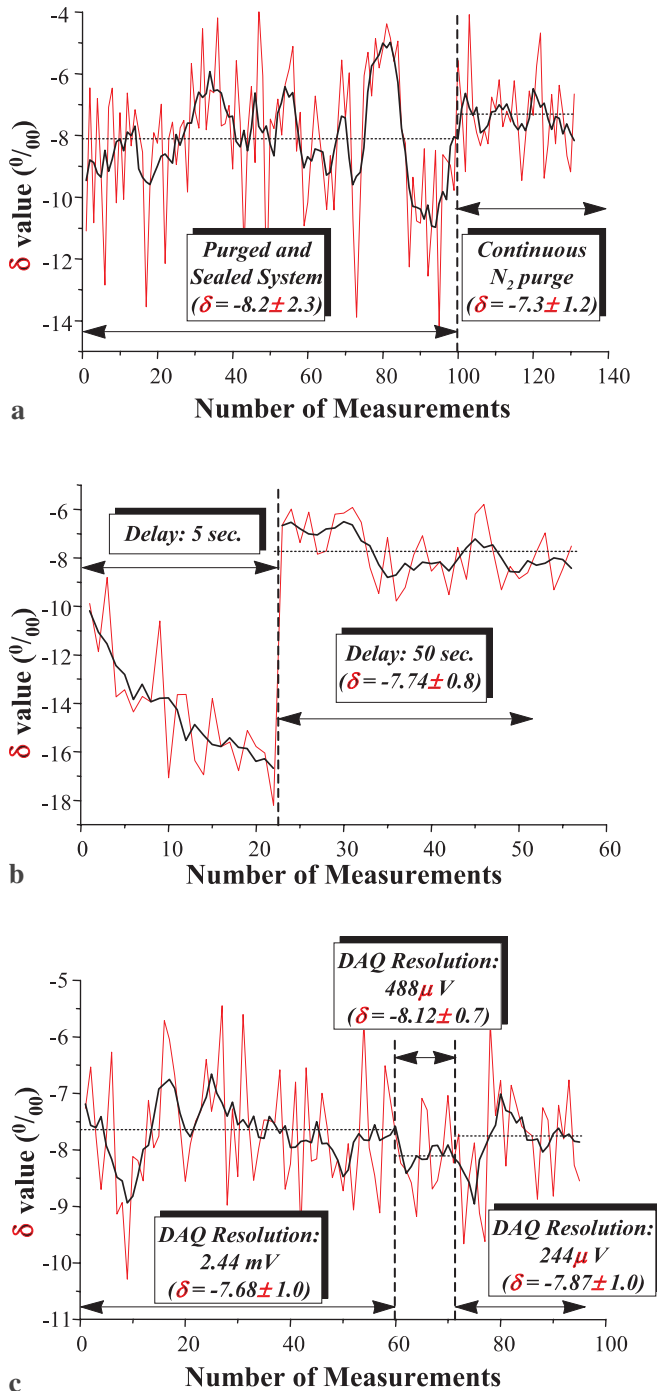 -4
-6
-8
-10
-12
-14
δ value (0/00)
Purged and
Sealed System
(δ = -8.2± 2.3)
Continuous
N2 purge
(δ = -7.3± 1.2)
0 20 40 60 80 100 120 140
Number of Measurements
a
-6
-8
-10
-12
-14
-16
-18
δ value (0/00)
Delay: 5 sec.
Delay: 50 sec.
(δ = -7.74± 0.8)
0 10 20 30 40 50 60
Number of Measurements
b
-5
-6
-7
-8
-9
-10
-11
δ value (0/00)
DAQ Resolution:
488μ V
(δ = -8.12± 0.7)
DAQ Resolution:
2.44 mV
(δ = -7.68± 1.0)
DAQ Resolution:
244μ V
(δ = -7.87± 1.0)
0 20 40 60 80 100
Number of Measurements
c